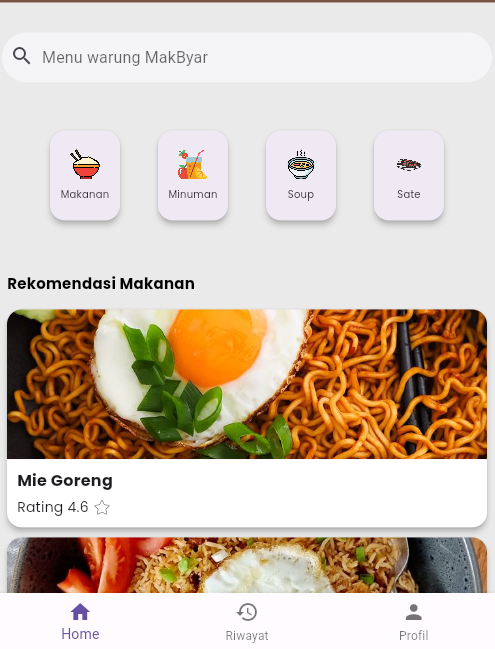 Menu warung MakByar
Makanan
Minuman
Soup
Sate
Rekomendasi Makanan
Mie Goreng
Rating 4.6
Home
Riwayat
Profil